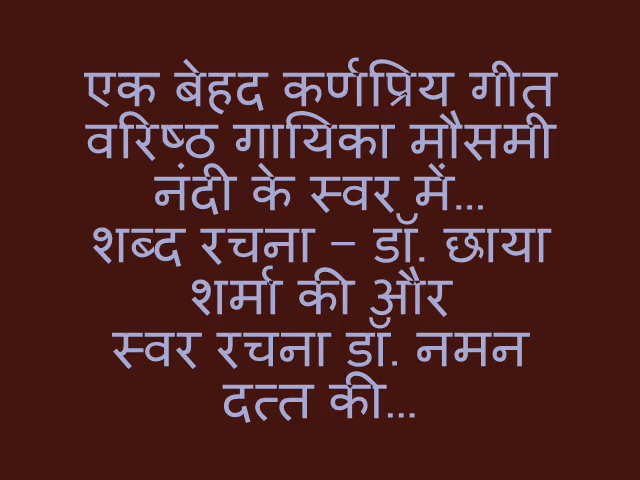 एक बेहद कर्णप्रिय गीत
वरिष्ठ गायिका मौसमी
नंदी के स्वर में...
शब्द रचना – डॉ. छाया
शर्मा की और
स्वर रचना डॉ. नमन
दत्त की...